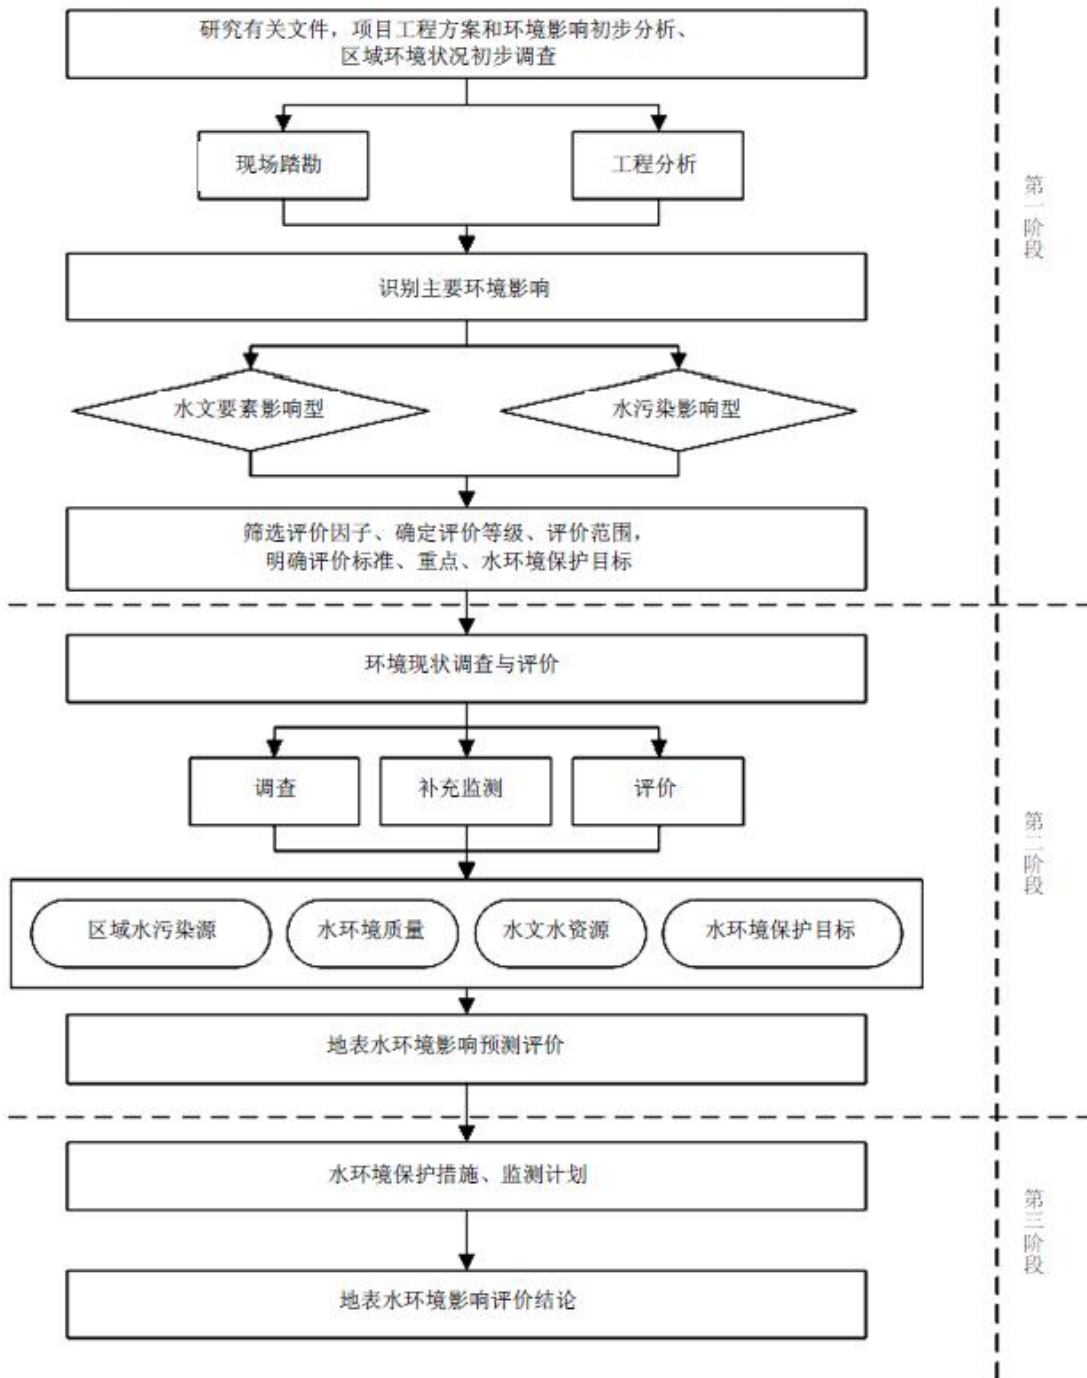 研究有关文件，项目工程方案和环境影响初步分析、
区域环境状况初步调查
现场踏勘
工程分析
第一阶段
识别主要环境影响
水文要素影响型
水污染影响型
筛选评价因子、确定评价等级、评价范围，
明确评价标准、重点、水环境保护目标
环境现状调查与评价
调查
补充监测
评价
第二阶段
区域水污染源
水环境质量
水文水资源
水环境保护目标
地表水环境影响预测评价
水环境保护措施、监测计划
第三阶段
地表水环境影响评价结论